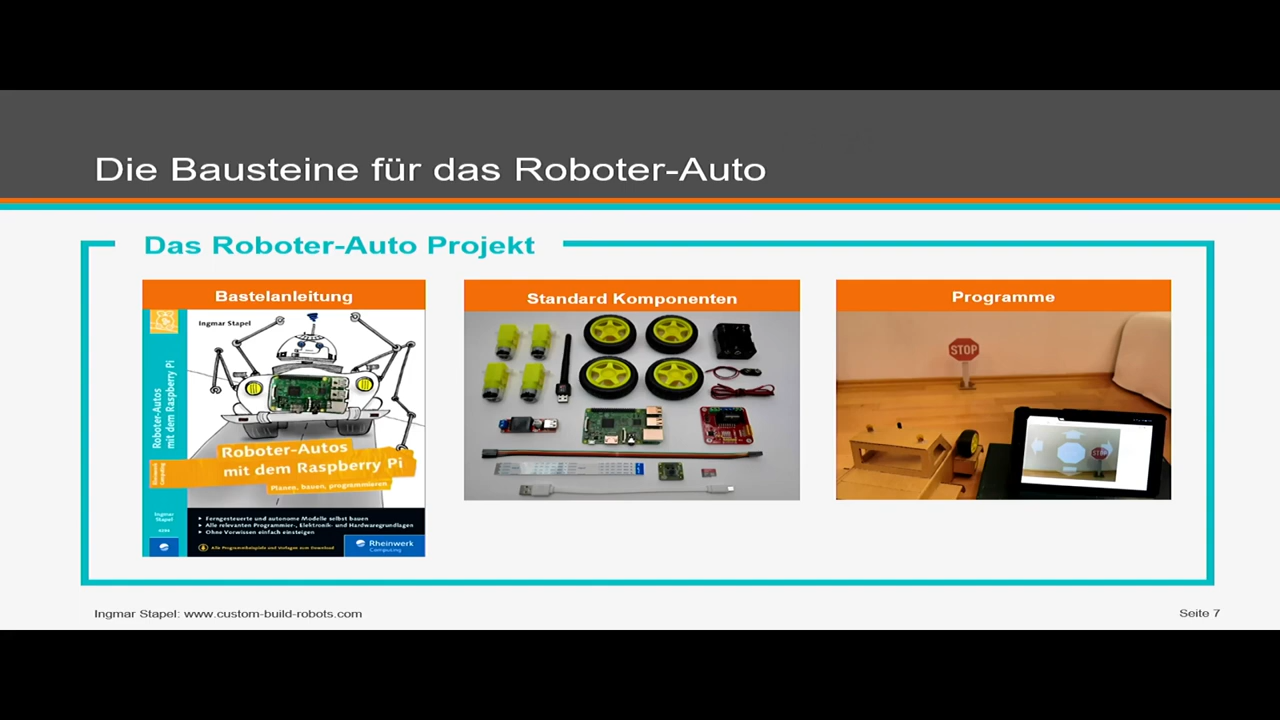 Die Bausteine für das Roboter-Auto
Das Roboter-Auto Projekt
Bastelanleitung
Ingmar Stapel
Roboter-Autos
mit dem Raspberry Pi
Rheinwerk
Computing
Ingmar
Stapel
Roboter-Autos
mit dem Raspberry Pi
Planen, bauen, programmieren
Ferngesteuerte und autonome Modelle selbst bauen
Alle relevanten Programmier-, Elektronik- und Hardwaregrundlagen
Ohne Vorwissen einfach einsteigen
Alle Programmbeispiele und Vorlagen zum Download
Rheinwerk
Computing
Standard Komponenten
Programme
STOP
STOP
Ingmar Stapel: www.custom-build-robots.com
Seite 7